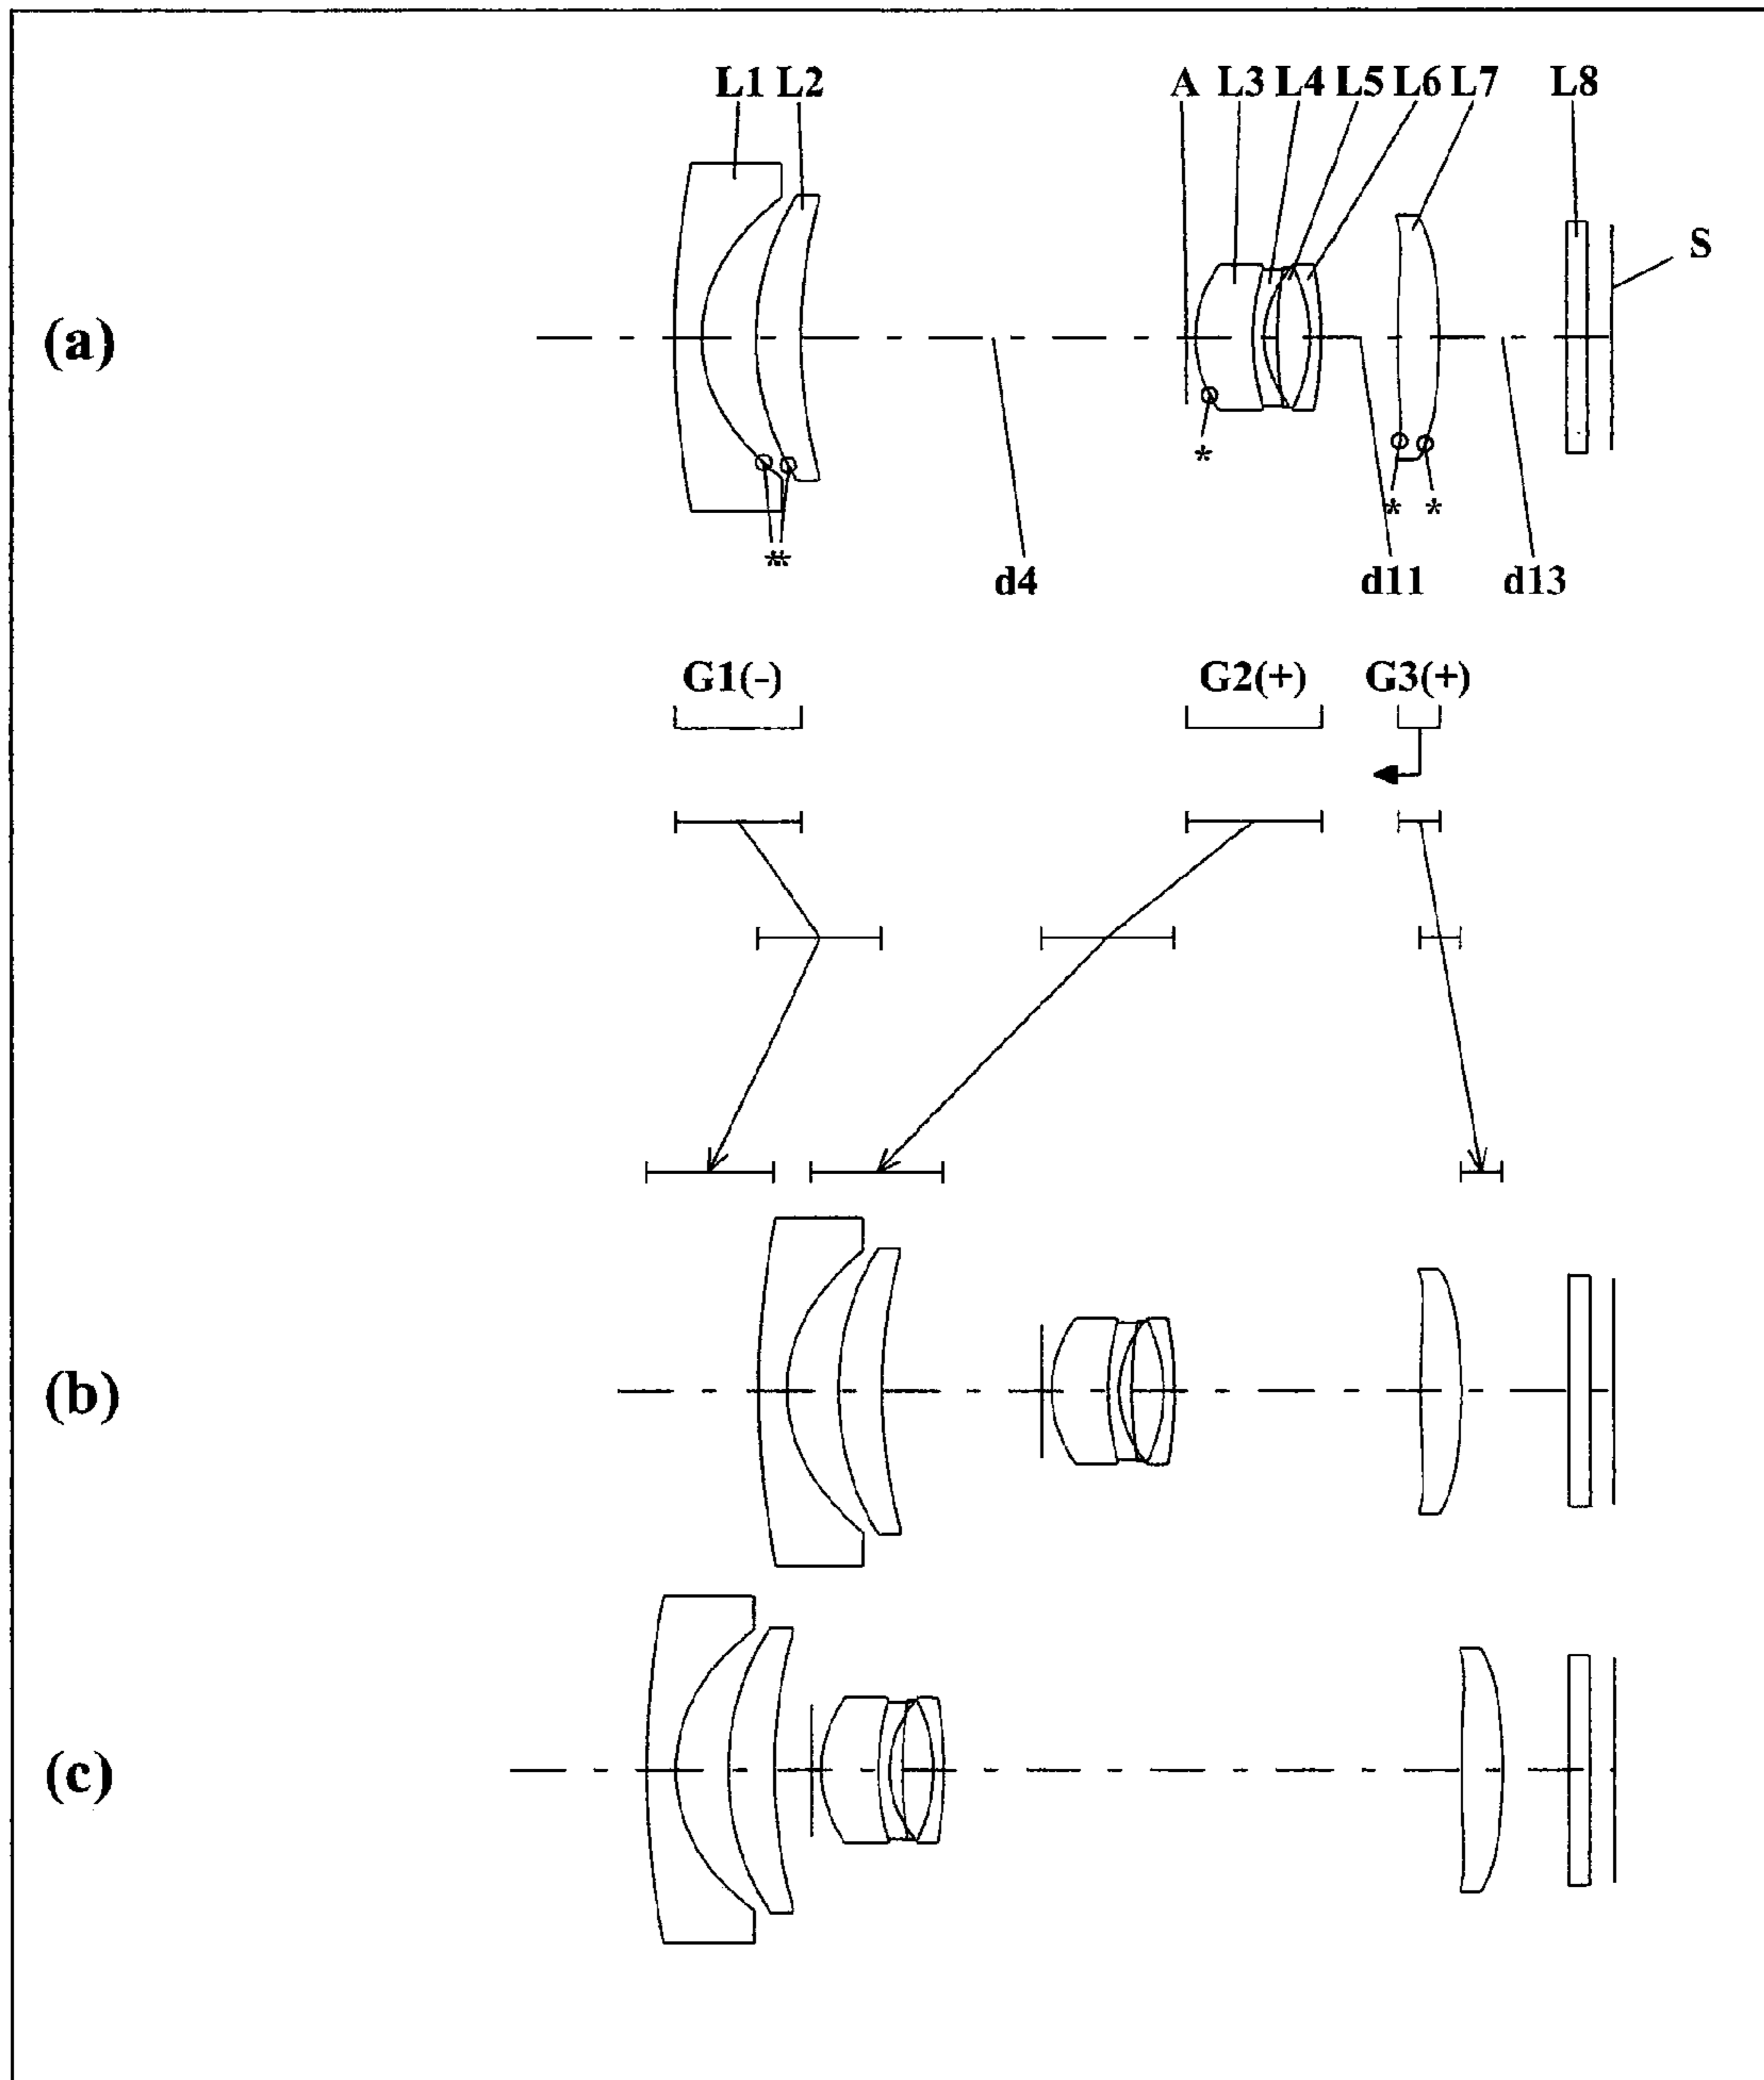 L1 L2 A L3 L4 L5 L6 L7 L8
S
(a)
*
* *
**
d4 d11 d13
G1(-) G2(+) G3(+)
(b)
(c)